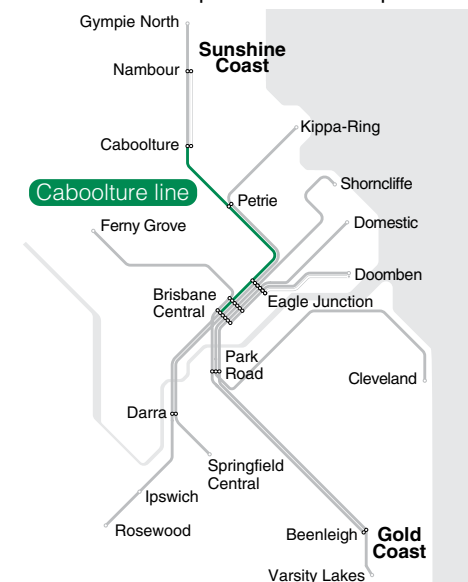 Gympie North
Sunshine
Coast
Nambour
Kippa-Ring
Caboolture
Shorncliffe
Caboolture line
Petrie
Ferny Grove
Domestic
Doomben
Brisbane
Central
Eagle Junction
Park
Road
Cleveland
Darra
Springfield
Central
Ipswich
Rosewood
Beenleigh
Gold
Coast
Varsity Lakes